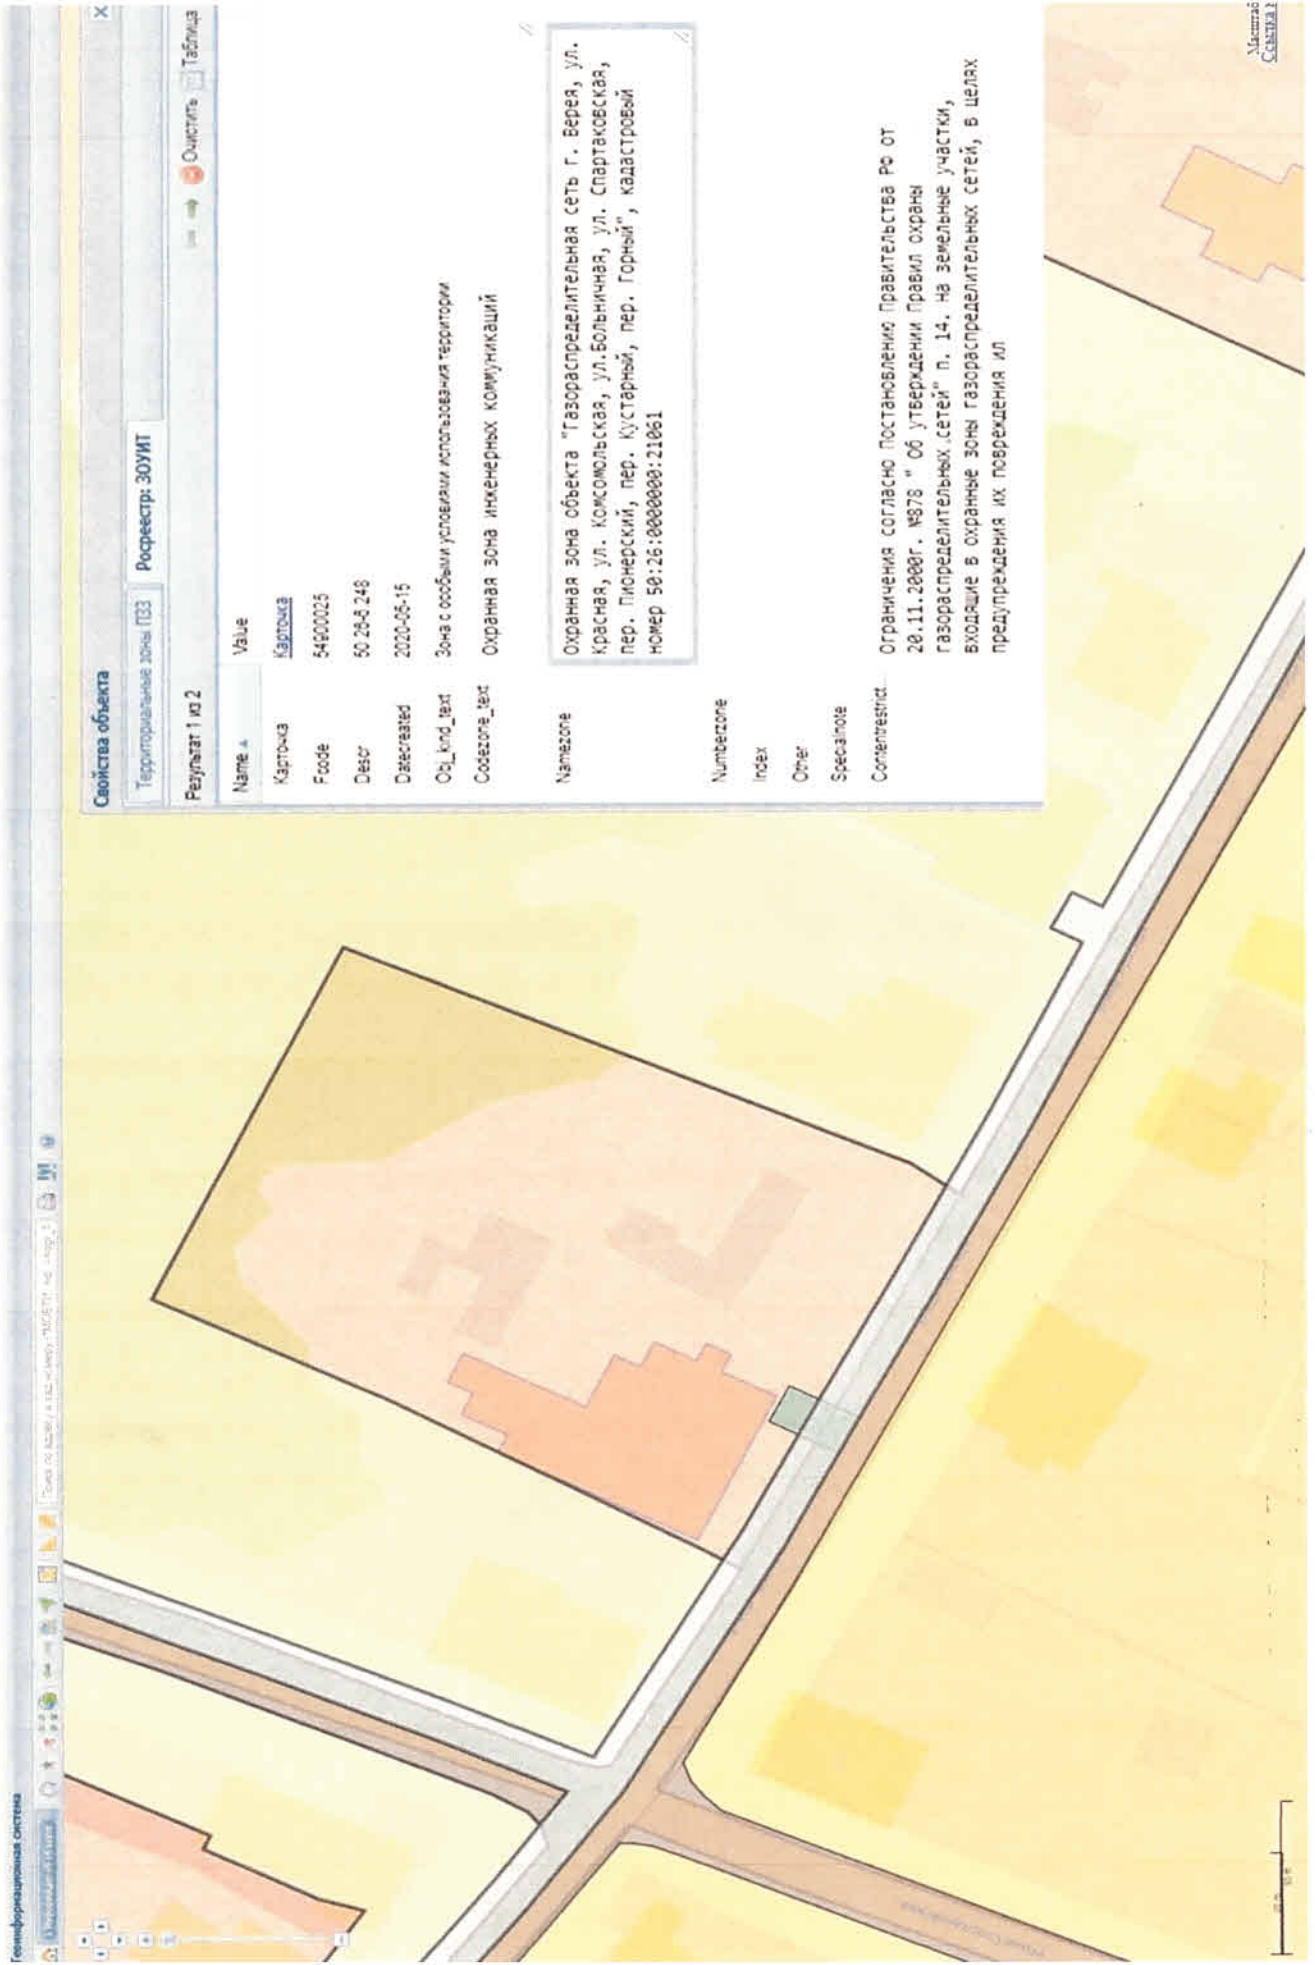 Геоинформационная система
Свойства объекта
Территориальные зоны ПЗЗ
Росреестр: ЗОУИТ
Результат 1 из 2
Очистить
Таблица
Name
Value
Карточка
Карточка
Fcode
54900025
Descr
50.26-6.248
Datecreated
2020-06-15
Obj_kind_text
Зона с особыми условиями использования территории
Codezone_text
Охранная зона инженерных коммуникаций
Namezone
Охранная зона объекта "Газораспределительная сеть г. Верея, ул.
Красная, ул. Комсомольская, ул.Больничная, ул. Спартаковская,
пер. Пионерский, пер. Кустарный, пер. Горный", кадастровый
номер 50:26:0000000:21061
Numberzone
Index
Other
Specialnote
Contentrestrict...
Ограничения согласно постановлению Правительства РФ от
20.11.2000г. №878 " Об утверждении Правил охраны
газораспределительных сетей" п. 14. На земельные участки,
входящие в охранные зоны газораспределительных сетей, в целях
предупреждения их повреждения ил
Масштаб
Ссылка